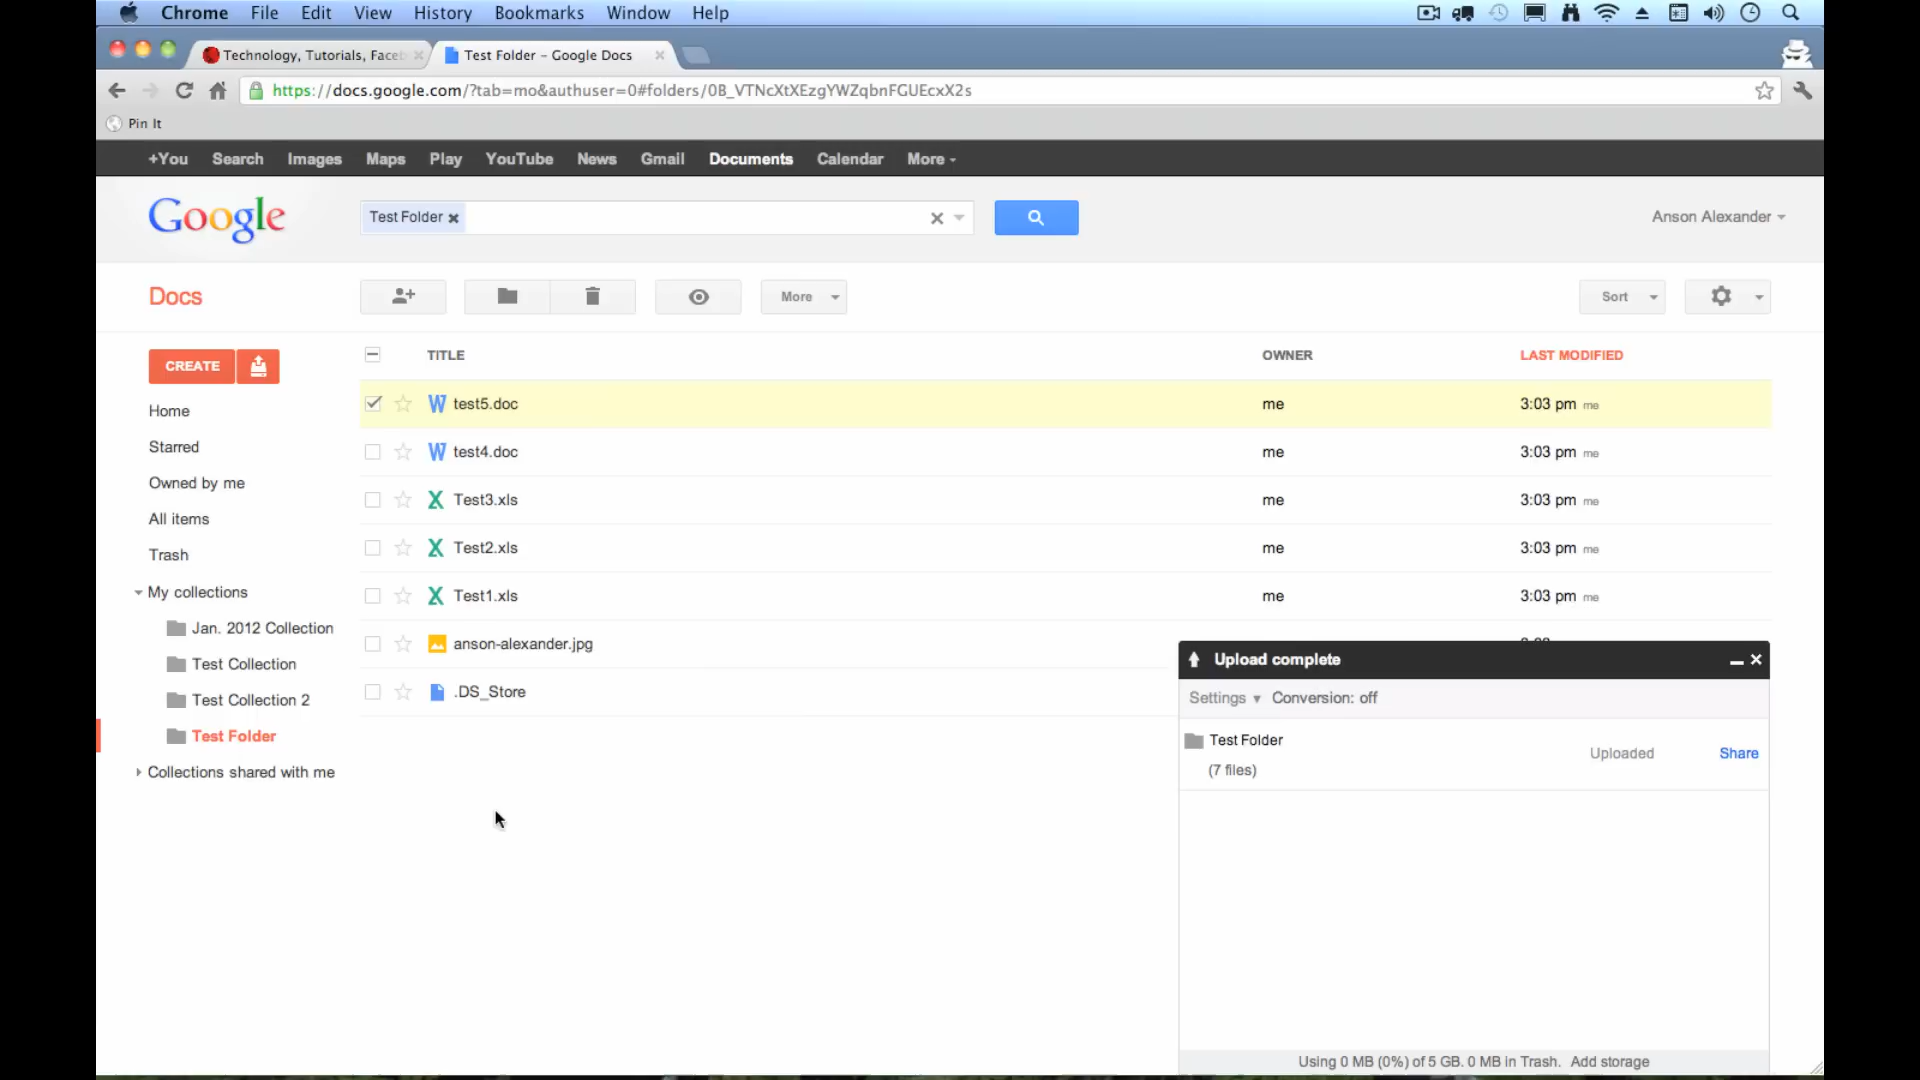 Chrome File Edit View History Bookmarks Window Help
Technology, Tutorials, Faceb
Test Folder – Google Docs
https://docs.google.com/?tab=mo&authuser=0#folders/0B_VTNcXtXEzgYWZqbnFGUEcxX2s
Pin It
+You Search Images Maps Play YouTube News Gmail Documents Calendar More
Google
Test Folder
Anson Alexander
Docs
More
Sort
CREATE
TITLE OWNER LAST MODIFIED
test5.doc me 3:03 pm me
test4.doc me 3:03 pm me
Test3.xls me 3:03 pm me
Test2.xls me 3:03 pm me
Test1.xls me 3:03 pm me
anson-alexander.jpg
.DS_Store
Home
Starred
Owned by me
All items
Trash
My collections
Jan. 2012 Collection
Test Collection
Test Collection 2
Test Folder
Collections shared with me
Upload complete
Settings Conversion: off
Test Folder
(7 files)
Uploaded
Share
Using 0 MB (0%) of 5 GB. 0 MB in Trash. Add storage